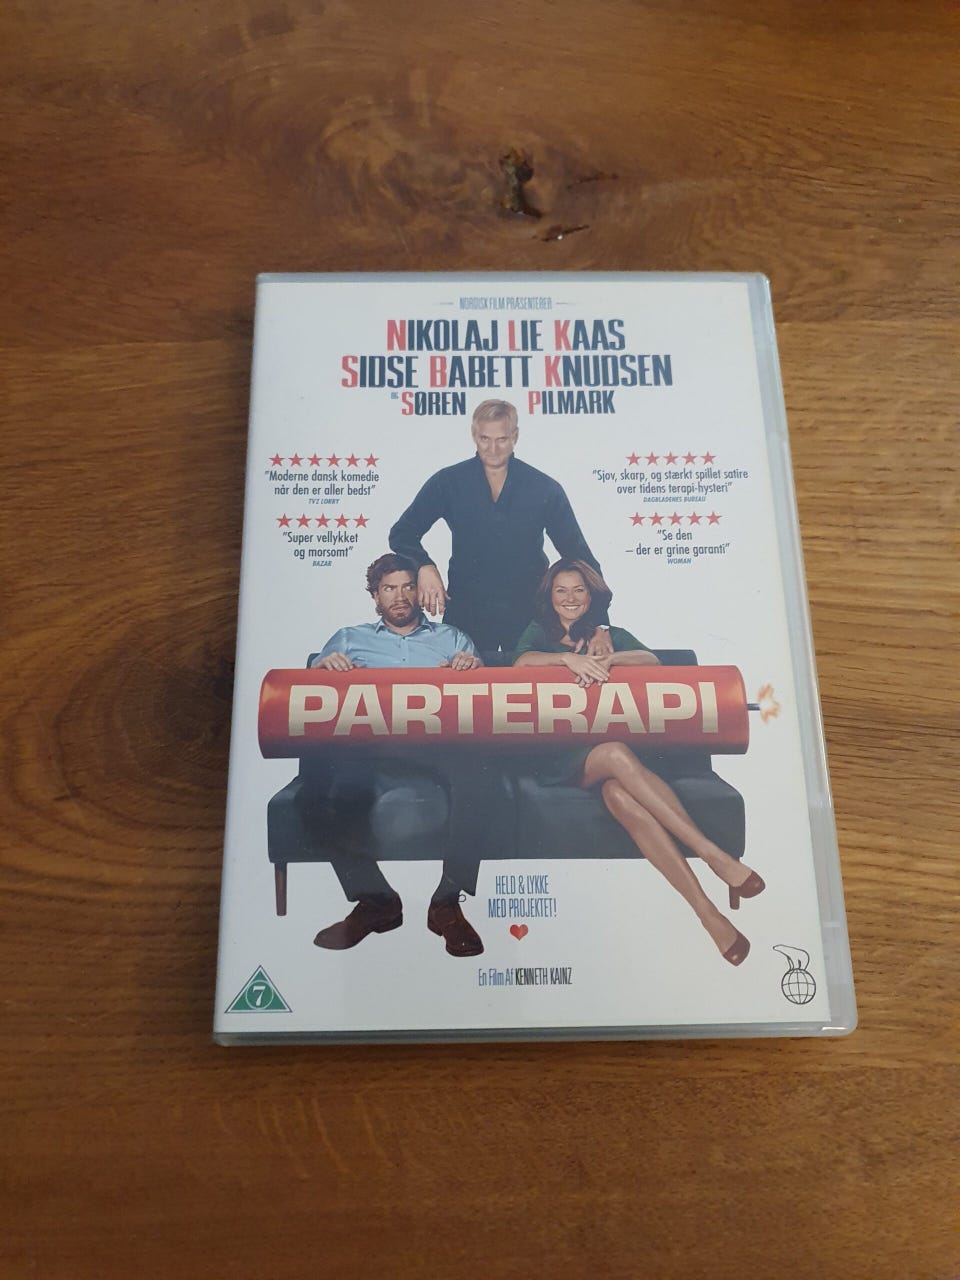 NORDISK FILM PRÆSENTERER
NIKOLAJ LIE KAAS
SIDSE BABETT KNUDSEN
OG SØREN PILMARK
"Moderne dansk komedie
når den er aller bedst"
TV2 LORRY
"Super vellykket
og morsomt"
BAZAR
"Sjov, skarp, og stærkt spillet satire
over tidens terapi-hysteri"
DAGBLADENES BUREAU
"Se den
– der er grine garanti"
WOMAN
PARTERAPI
HELD & LYKKE
MED PROJEKTET!
En Film Af KENNETH KAINZ
7